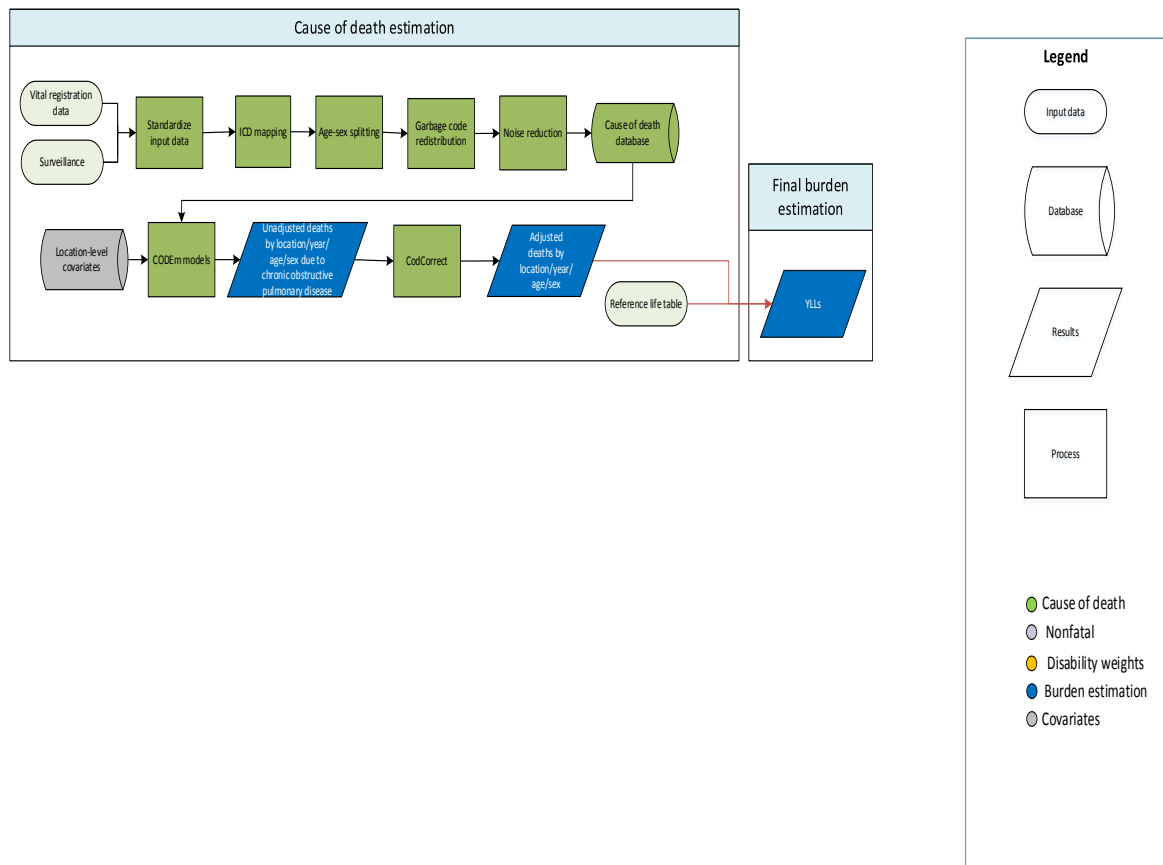 Cause of death estimation
Vital registration
data
Surveillance
Standardize
input data
ICD mapping
Age-sex splitting
Garbage code
redistribution
Noise reduction
Cause of death
database
Location-level
covariates
CODEm models
Unadjusted deaths
by location/year/
age/sex due to
chronic obstructive
pulmonary disease
CodCorrect
Adjusted
deaths by
location/year/
age/sex
Reference life table
Final burden
estimation
YLLs
Legend
Input data
Database
Results
Process
Cause of death
Nonfatal
Disability weights
Burden estimation
Covariates